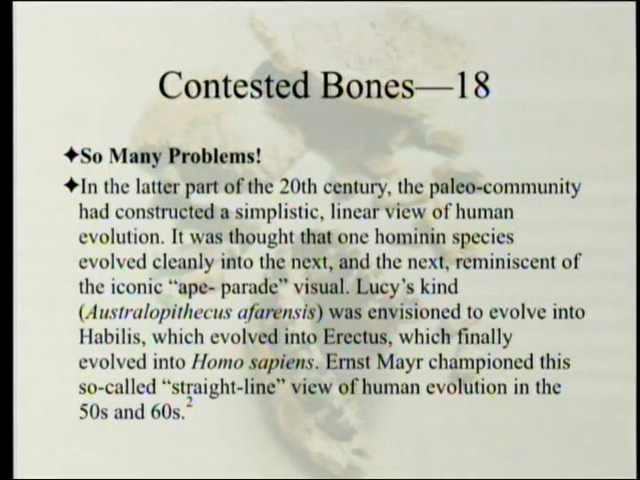 Contested Bones—18
✦So Many Problems!
✦In the latter part of the 20th century, the paleo-community
had constructed a simplistic, linear view of human
evolution. It was thought that one hominin species
evolved cleanly into the next, and the next, reminiscent of
the iconic “ape- parade” visual. Lucy’s kind
(Australopithecus afarensis) was envisioned to evolve into
Habilis, which evolved into Erectus, which finally
evolved into Homo sapiens. Ernst Mayr championed this
so-called “straight-line” view of human evolution in the
50s and 60s.2